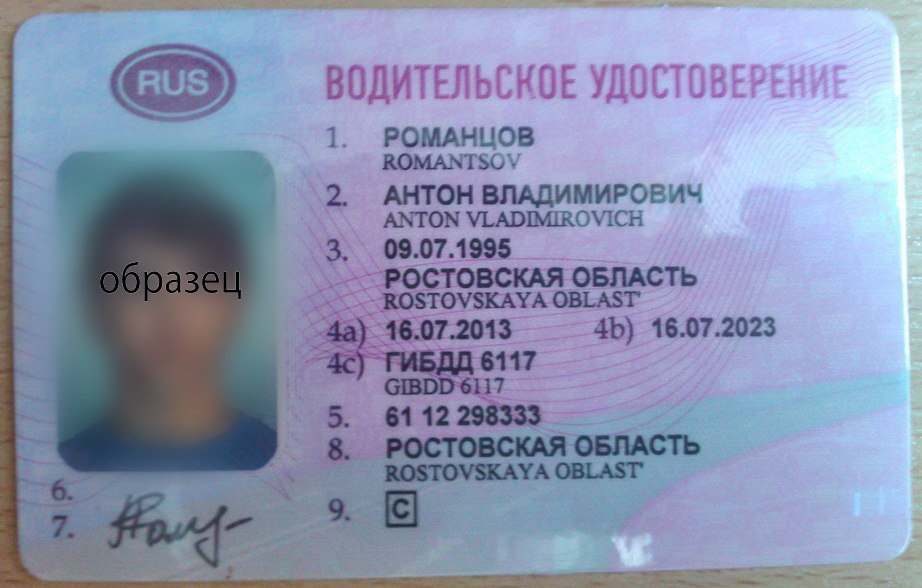 RUS
ВОДИТЕЛЬСКОЕ УДОСТОВЕРЕНИЕ
1. РОМАНЦОВ
ROMANTSOV
2. АНТОН ВЛАДИМИРОВИЧ
ANTON VLADIMIROVICH
3. 09.07.1995
РОСТОВСКАЯ ОБЛАСТЬ
ROSTOVSKAYA OBLAST'
4a) 16.07.2013 4b) 16.07.2023
4c) ГИБДД 6117
GIBDD 6117
5. 61 12 298333
8. РОСТОВСКАЯ ОБЛАСТЬ
ROSTOVSKAYA OBLAST'
9. C
образец
6.
7.